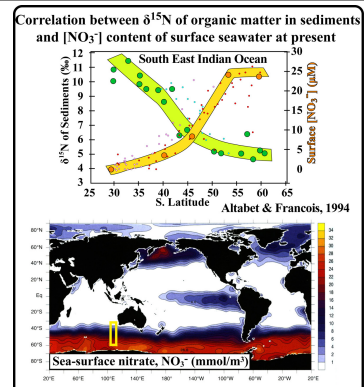 Correlation between δ¹⁵N of organic matter in sediments
and [NO₃⁻] content of surface seawater at present
South East Indian Ocean
δ¹⁵N of Sediments (‰)
12
11
10
9
8
7
6
5
4
3
30
25
20
15
10
5
0
Surface [NO₃⁻] (μM)
25 30 35 40 45 50 55 60 65
S. Latitude
Altabet & Francois, 1994
80°N
60°N
40°N
20°N
Eq
20°S
40°S
60°S
80°S
34
32
30
28
26
24
22
20
18
16
14
12
10
8
6
4
2
Sea-surface nitrate, NO₃⁻ (mmol/m³)
20°E 60°E 100°E 140°E 180°W 140°W 100°W 60°W 20°W 20°E